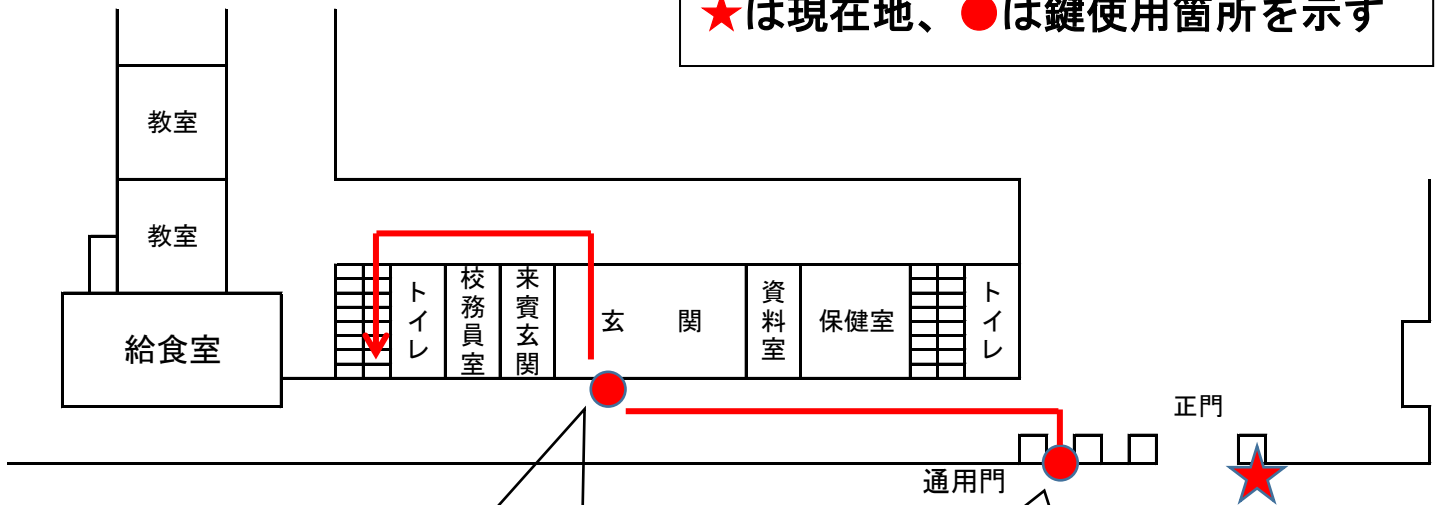 ★は現在地、●は鍵使用箇所を示す
教室
教室
給食室
トイレ
校務員室
来賓玄関
玄　関
資料室
保健室
トイレ
正門
通用門